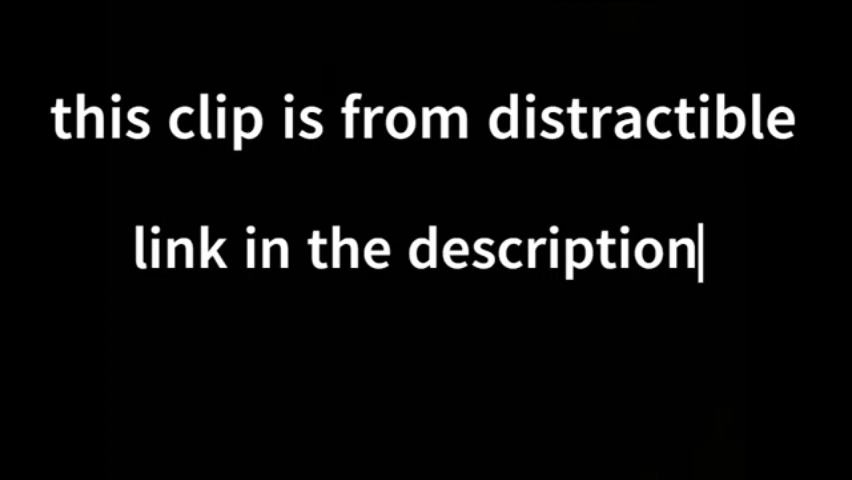 this clip is from distractible
link in the description